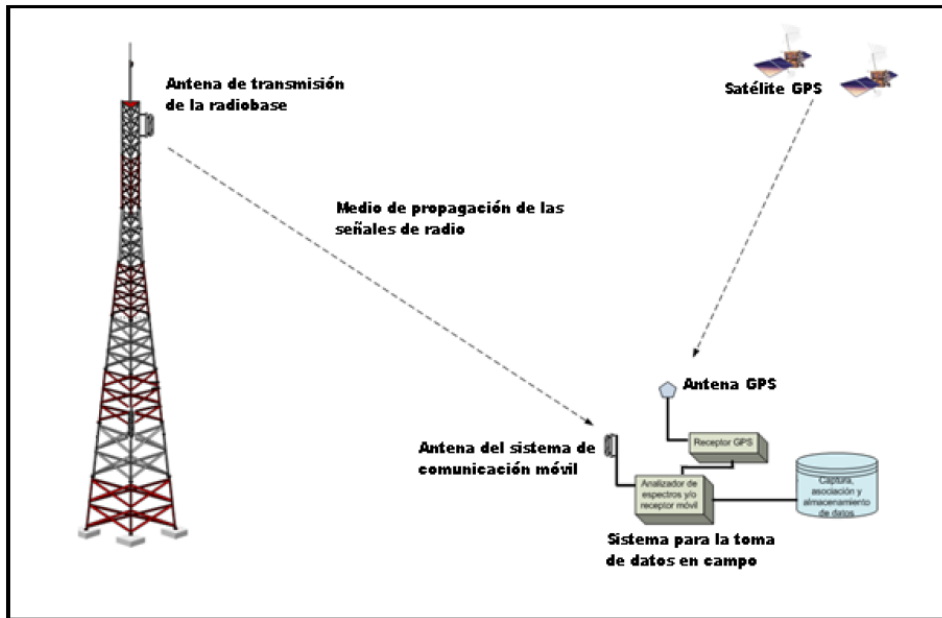 Antena de transmisión
de la radiobase
Satélite GPS
Medio de propagación de las
señales de radio
Antena GPS
Receptor GPS
Antena del sistema de
comunicación móvil
Analizador de
espectros y/o
receptor móvil
Captura,
asociación y
almacenamiento
de datos
Sistema para la toma
de datos en campo